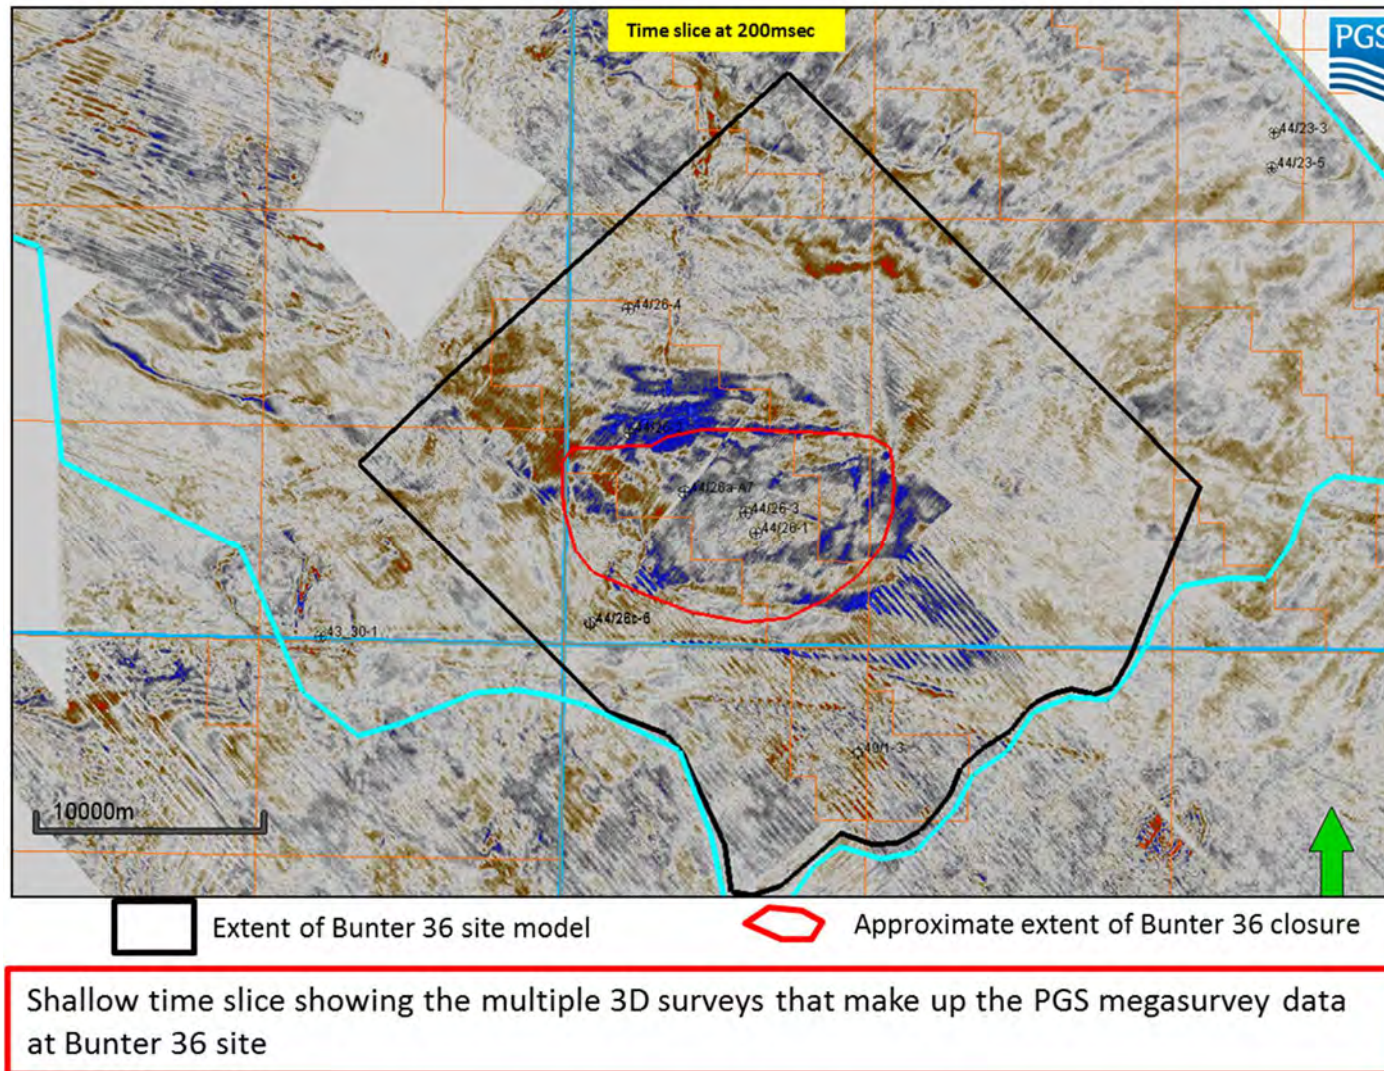 Time slice at 200msec
PGS
44/23-3
44/23-5
44/26-4
44/26a-A7
44/26-3
44/26-1
44/26c-6
43_30-1
49/1-3
10000m
Extent of Bunter 36 site model
Approximate extent of Bunter 36 closure
Shallow time slice showing the multiple 3D surveys that make up the PGS megasurvey data
at Bunter 36 site